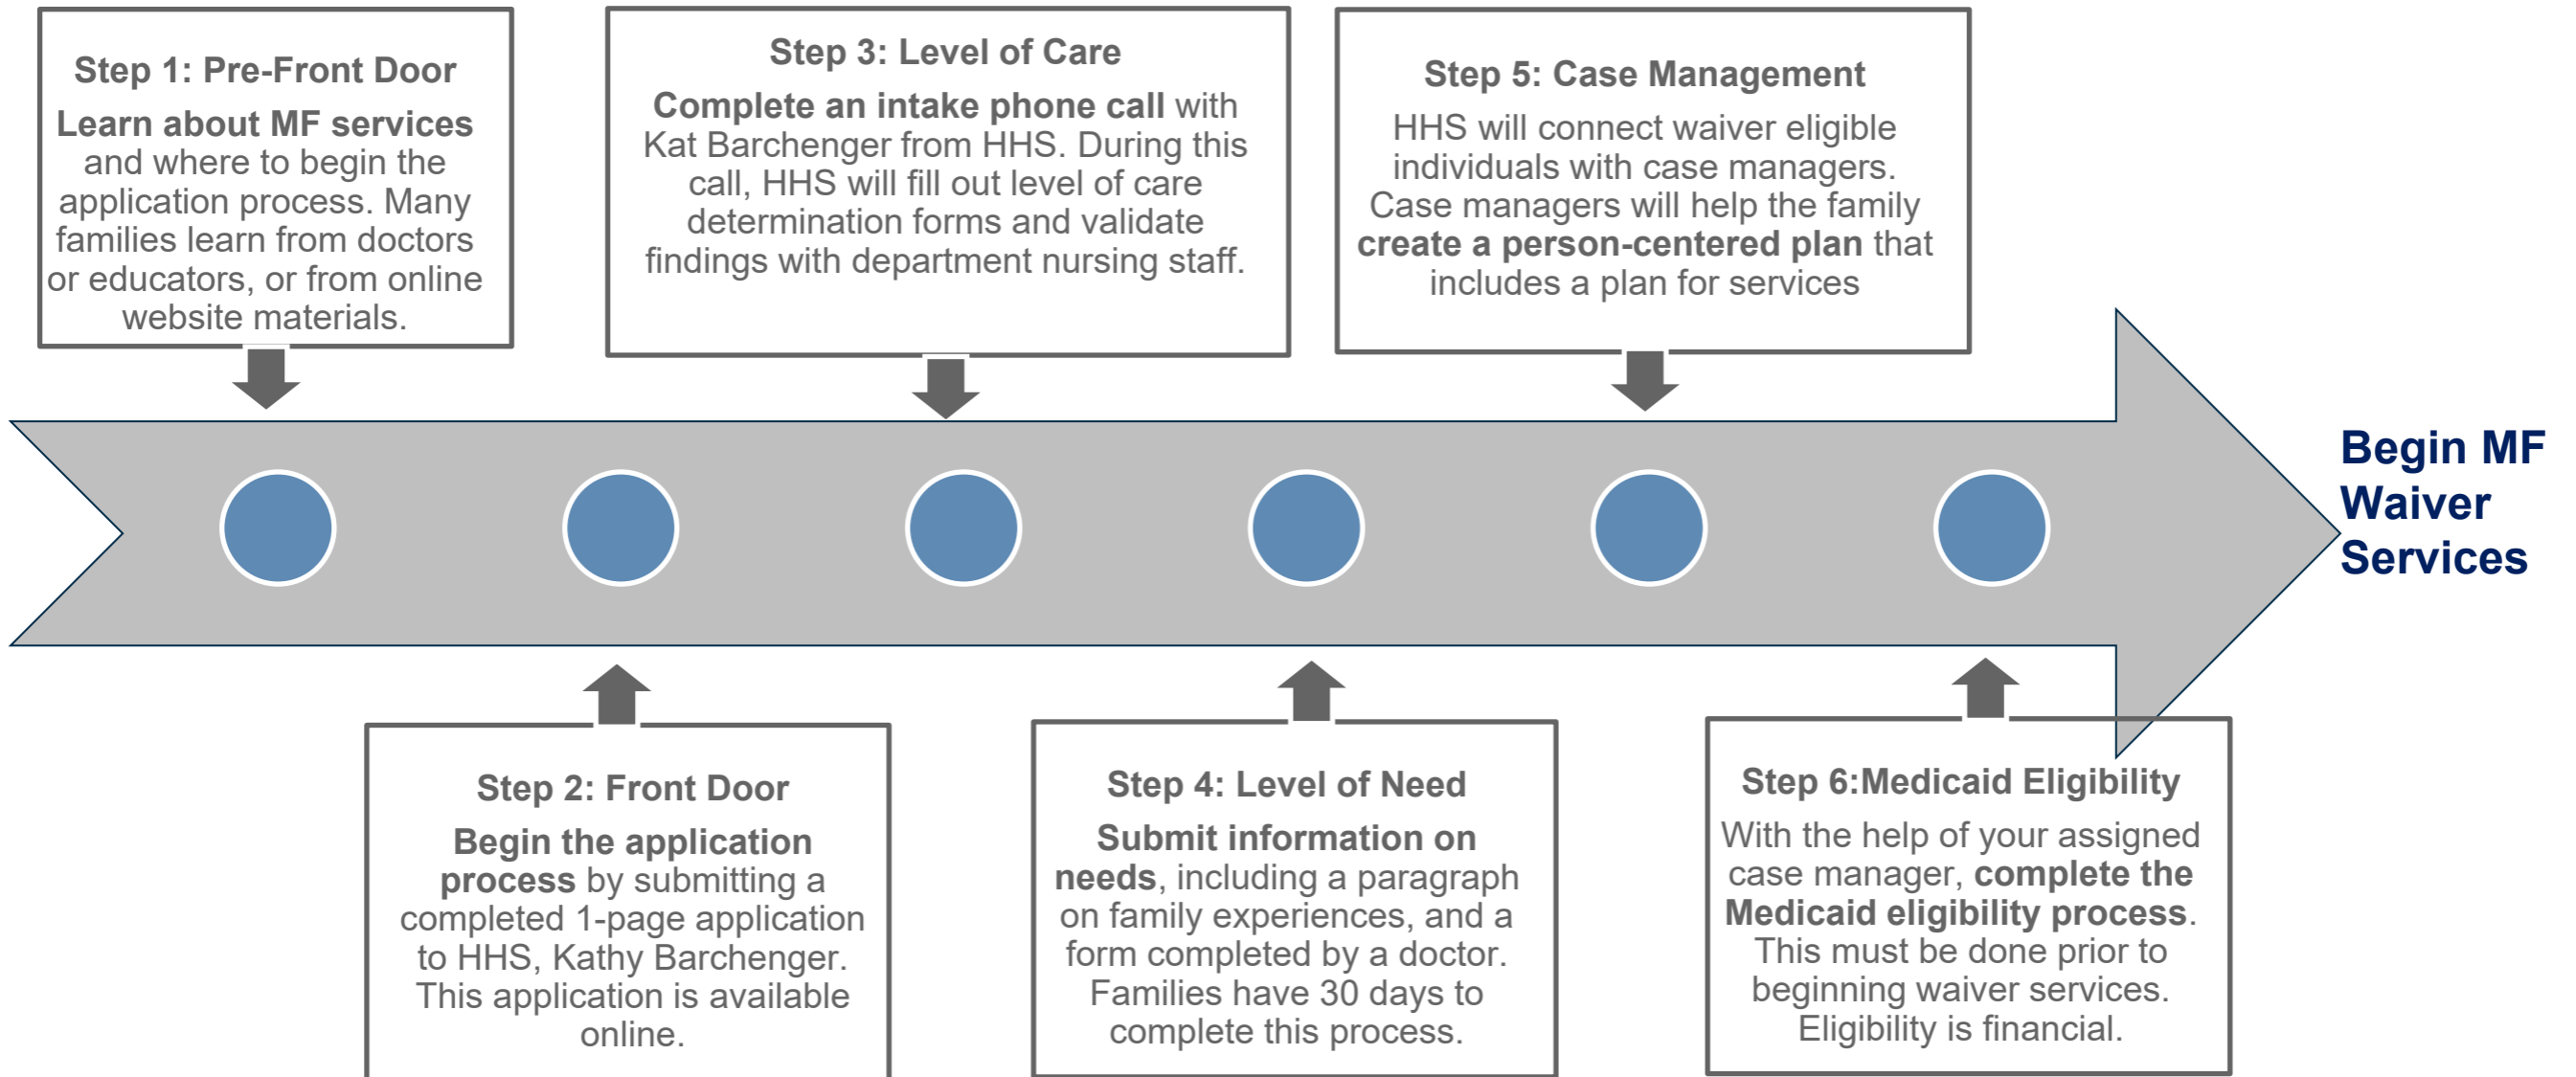 Step 1: Pre-Front Door
Learn about MF services
and where to begin the
application process. Many
families learn from doctors
or educators, or from online
website materials.
Step 2: Front Door
Begin the application
process by submitting a
completed 1-page application
to HHS, Kathy Barchenger.
This application is available
online.
Step 3: Level of Care
Complete an intake phone call with
Kat Barchenger from HHS. During this
call, HHS will fill out level of care
determination forms and validate
findings with department nursing staff.
Step 4: Level of Need
Submit information on
needs, including a paragraph
on family experiences, and a
form completed by a doctor.
Families have 30 days to
complete this process.
Step 5: Case Management
HHS will connect waiver eligible
individuals with case managers.
Case managers will help the family
create a person-centered plan that
includes a plan for services
Step 6:Medicaid Eligibility
With the help of your assigned
case manager, complete the
Medicaid eligibility process.
This must be done prior to
beginning waiver services.
Eligibility is financial.
Begin MF
Waiver
Services